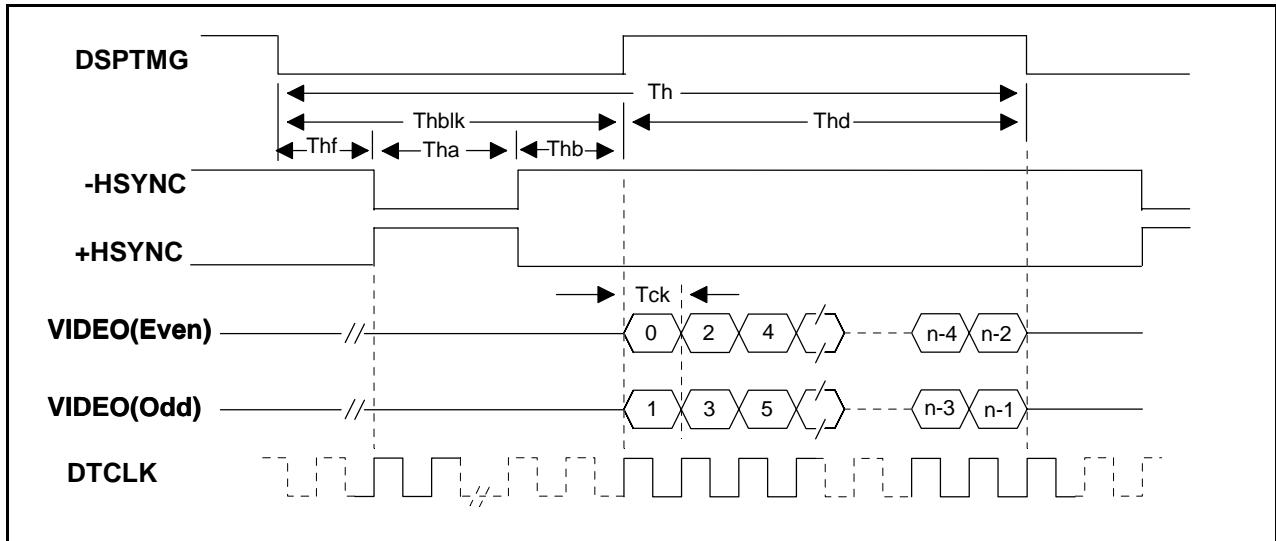 DSPTMG
Th
Thblk Thd
Thf Tha Thb
-HSYNC
+HSYNC
Tck
VIDEO(Even) 0 2 4 n-4 n-2
VIDEO(Odd) 1 3 5 n-3 n-1
DTCLK